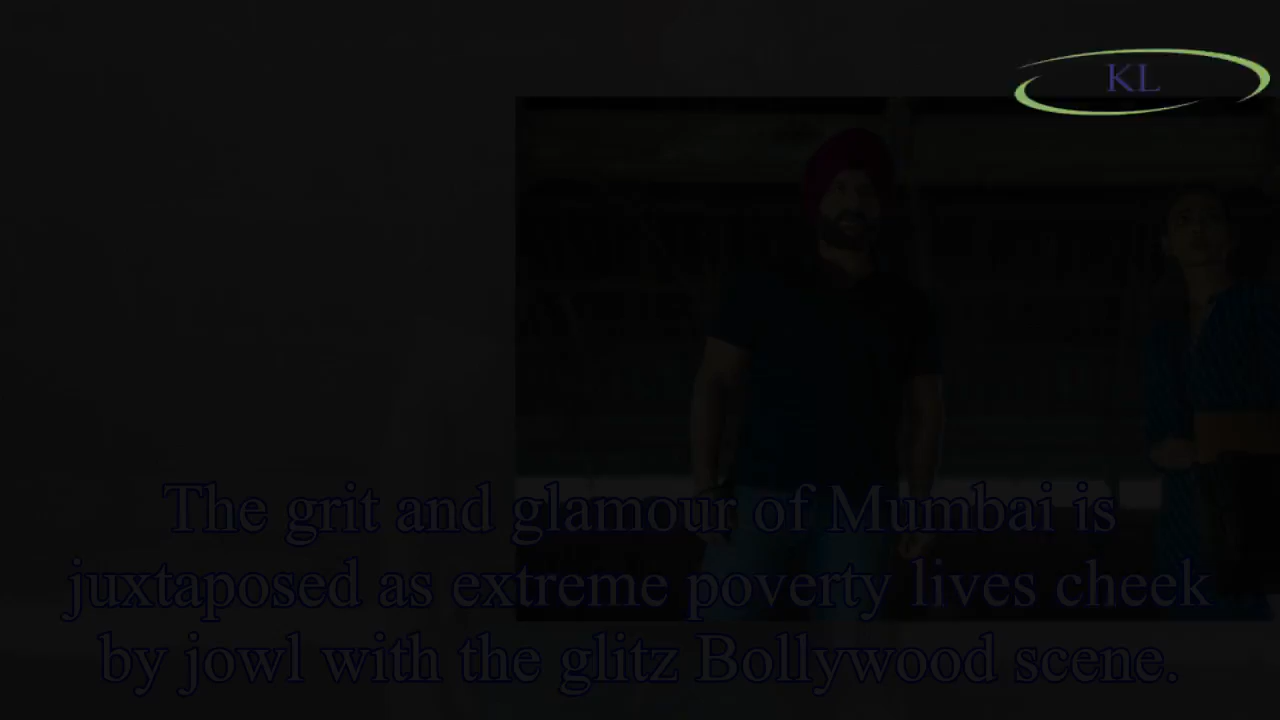 KL
The grit and glamour of Mumbai is
juxtaposed as extreme poverty lives cheek
by jowl with the glitz Bollywood scene.